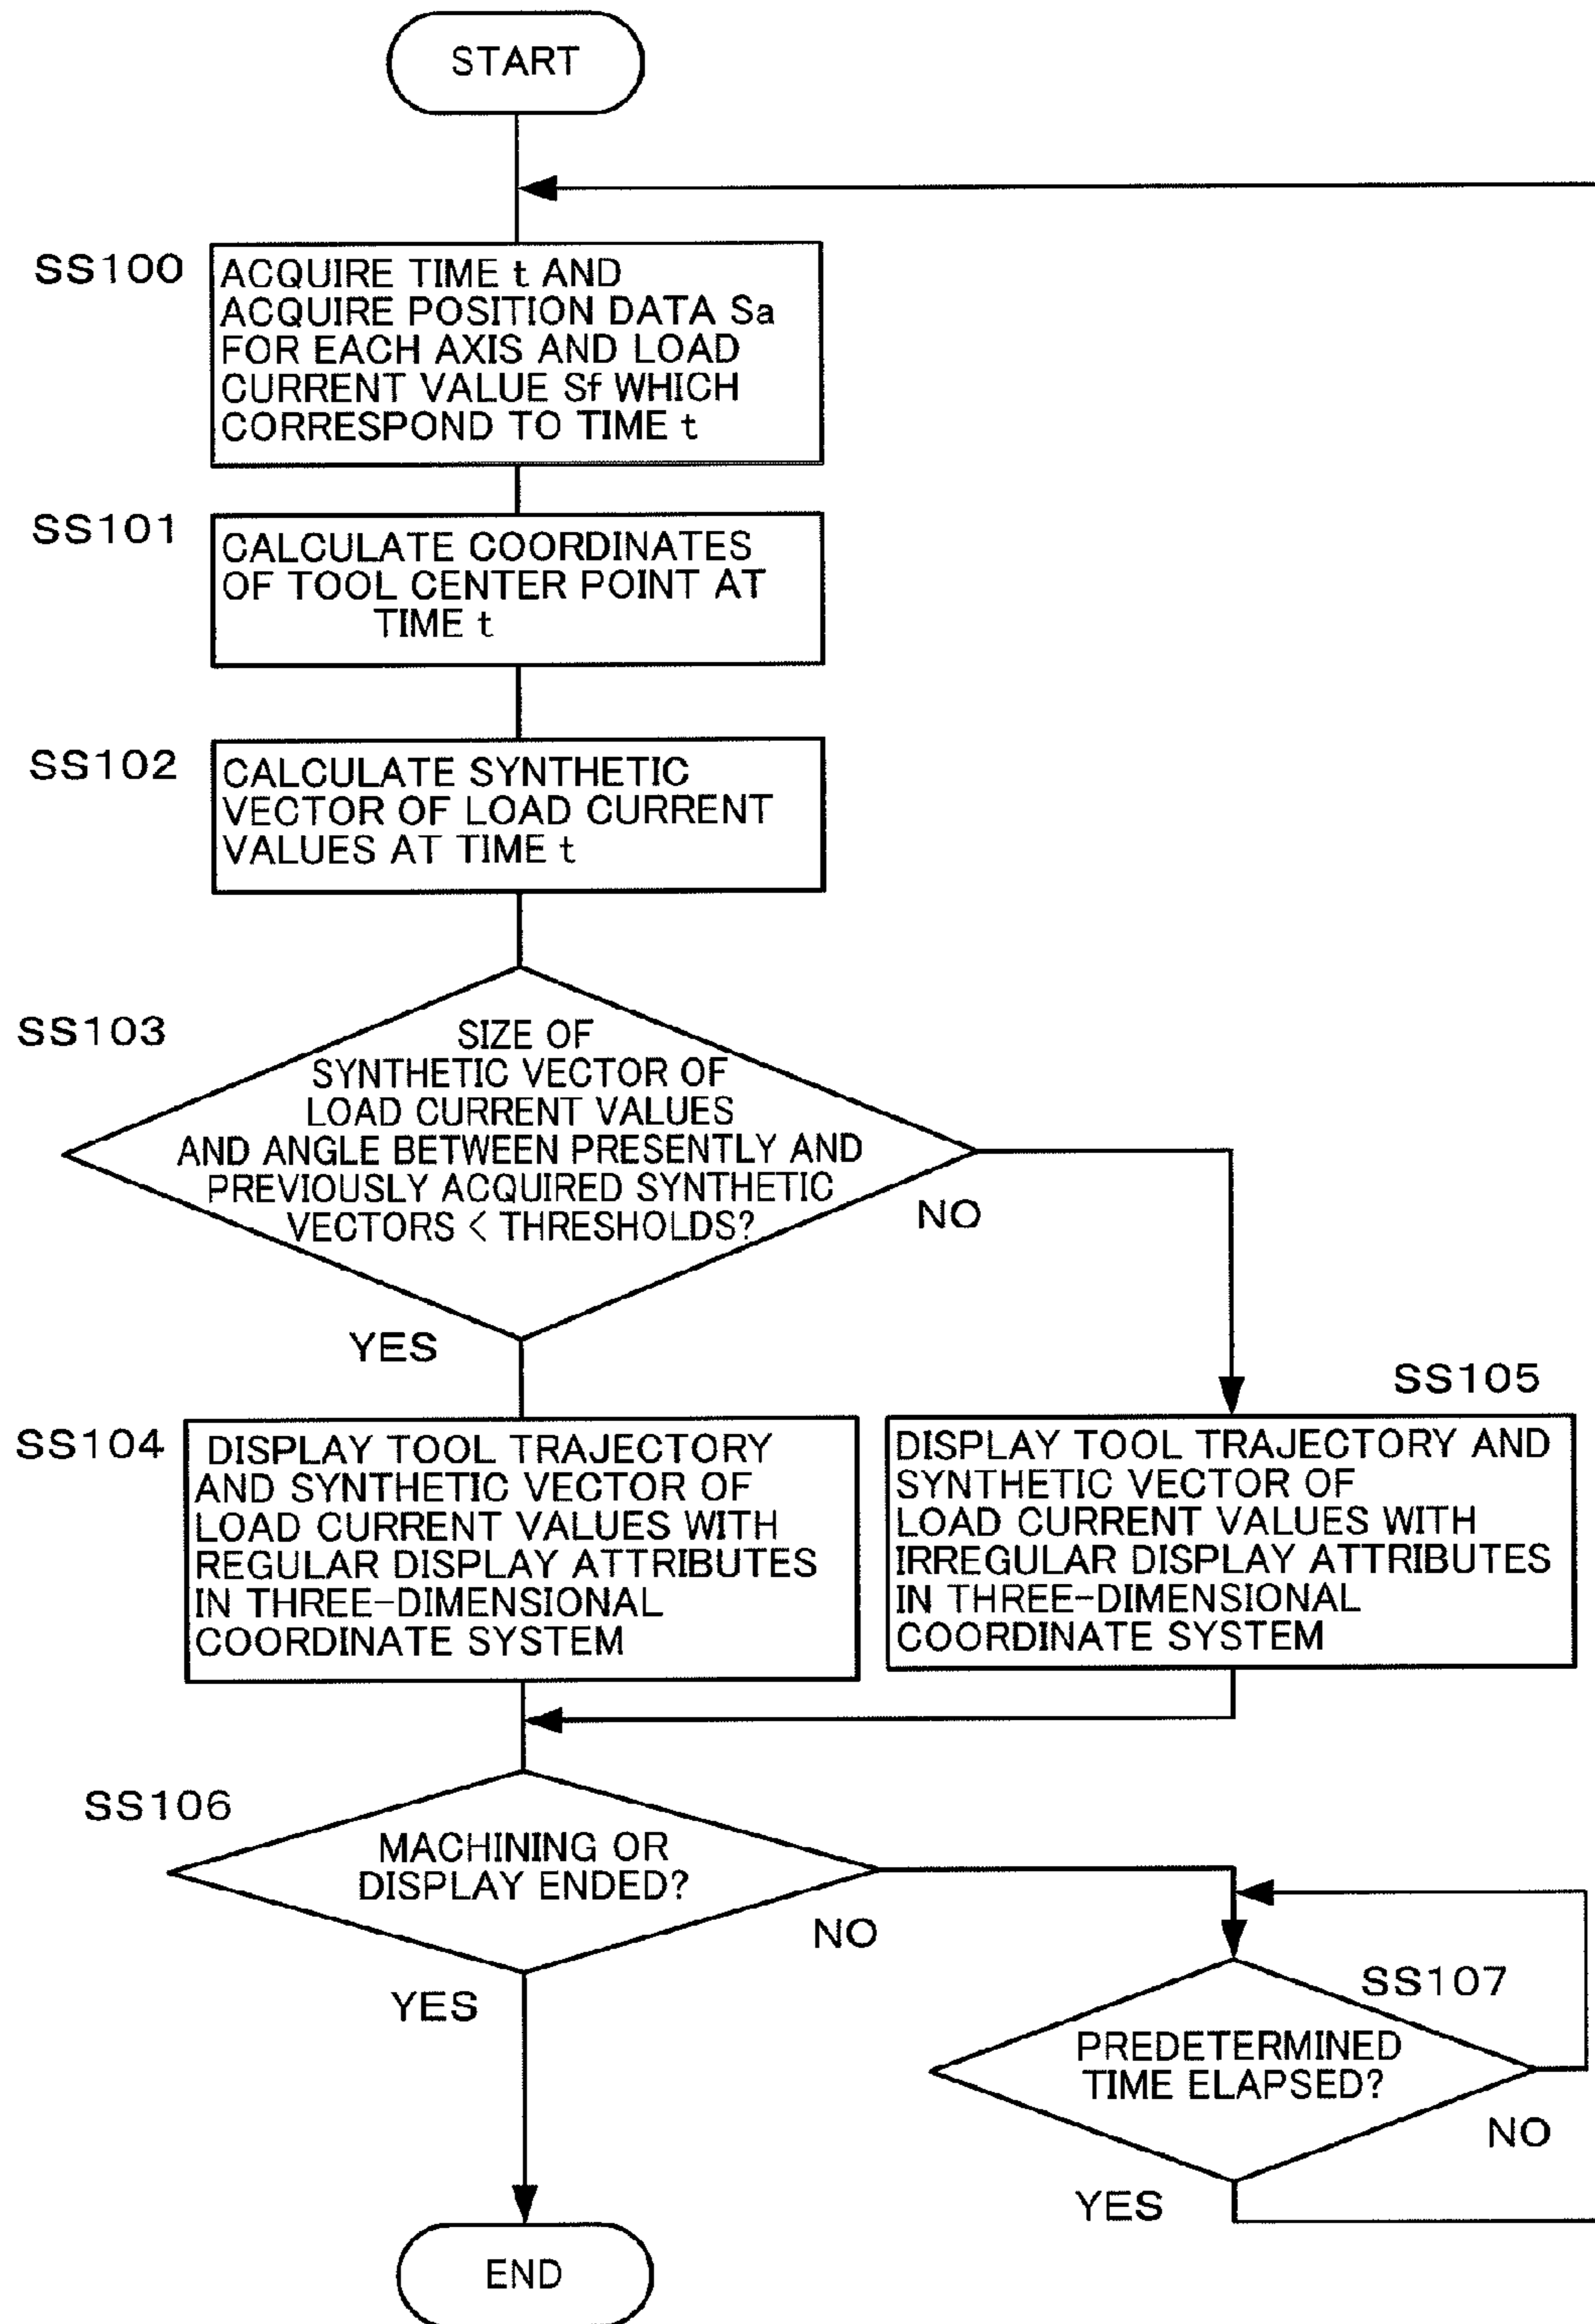 START
SS100
ACQUIRE TIME t AND
ACQUIRE POSITION DATA Sa
FOR EACH AXIS AND LOAD
CURRENT VALUE Sf WHICH
CORRESPOND TO TIME t
SS101
CALCULATE COORDINATES
OF TOOL CENTER POINT AT
TIME t
SS102
CALCULATE SYNTHETIC
VECTOR OF LOAD CURRENT
VALUES AT TIME t
SS103
SIZE OF
SYNTHETIC VECTOR OF
LOAD CURRENT VALUES
AND ANGLE BETWEEN PRESENTLY AND
PREVIOUSLY ACQUIRED SYNTHETIC
VECTORS < THRESHOLDS?
NO
YES
SS104
DISPLAY TOOL TRAJECTORY
AND SYNTHETIC VECTOR OF
LOAD CURRENT VALUES WITH
REGULAR DISPLAY ATTRIBUTES
IN THREE-DIMENSIONAL
COORDINATE SYSTEM
SS105
DISPLAY TOOL TRAJECTORY AND
SYNTHETIC VECTOR OF
LOAD CURRENT VALUES WITH
IRREGULAR DISPLAY ATTRIBUTES
IN THREE-DIMENSIONAL
COORDINATE SYSTEM
SS106
MACHINING OR
DISPLAY ENDED?
NO
YES
SS107
PREDETERMINED
TIME ELAPSED?
NO
YES
END